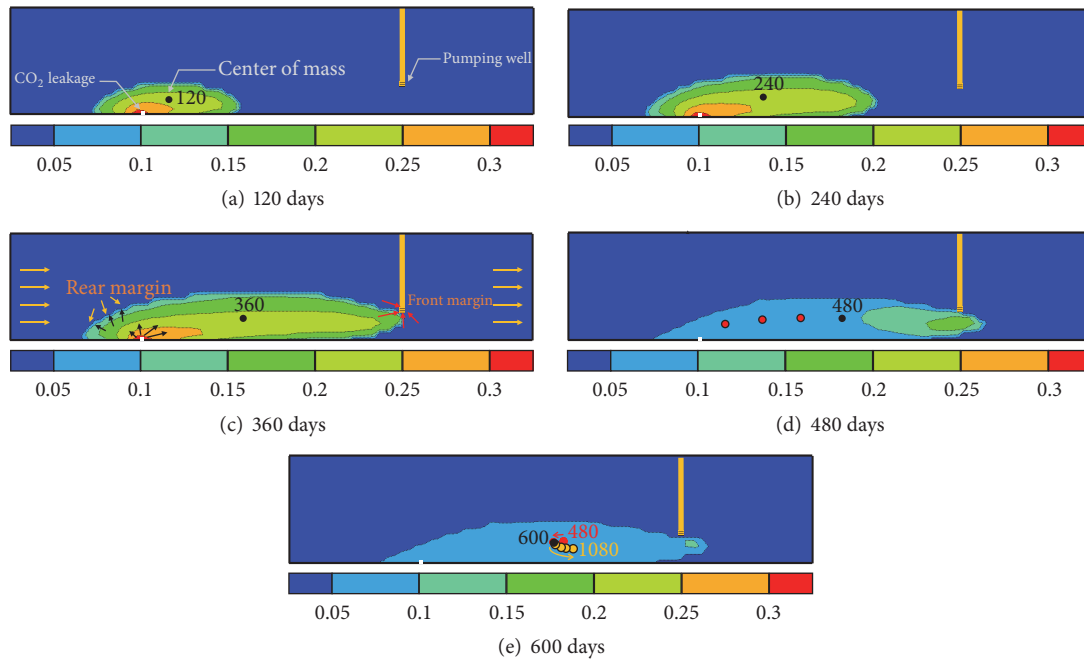 CO2 leakage
Center of mass
120
Pumping well
0.05 0.1 0.15 0.2 0.25 0.3
(a) 120 days
240
0.05 0.1 0.15 0.2 0.25 0.3
(b) 240 days
Rear margin
360
Front margin
0.05 0.1 0.15 0.2 0.25 0.3
(c) 360 days
480
0.05 0.1 0.15 0.2 0.25 0.3
(d) 480 days
600
480
1080
0.05 0.1 0.15 0.2 0.25 0.3
(e) 600 days